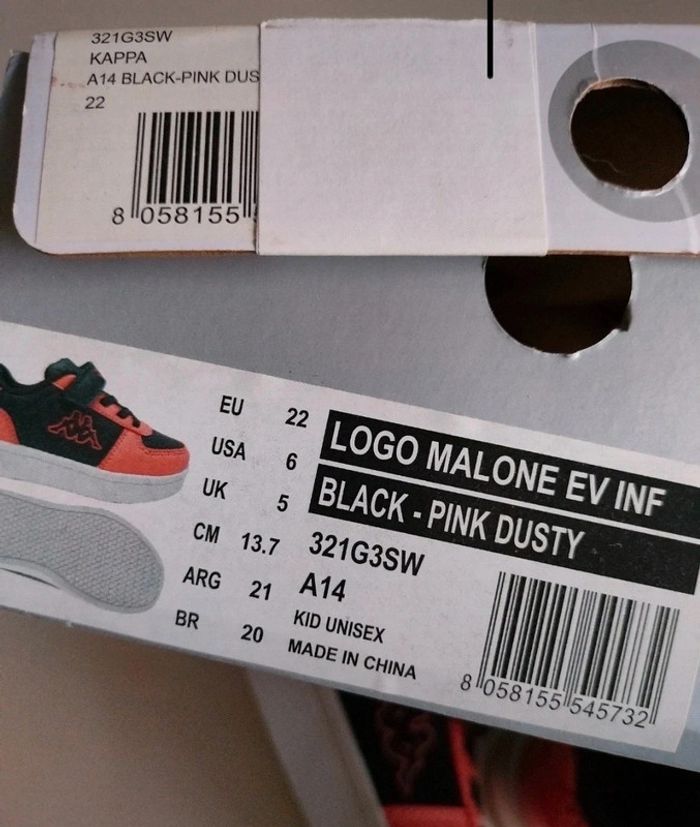 321G3SW
KAPPA
A14 BLACK-PINK DUS
22
8 058155
EU 22
USA 6
UK 5
CM 13.7
ARG 21
BR 20
LOGO MALONE EV INF
BLACK - PINK DUSTY
321G3SW
A14
KID UNISEX
MADE IN CHINA
8 058155 545732